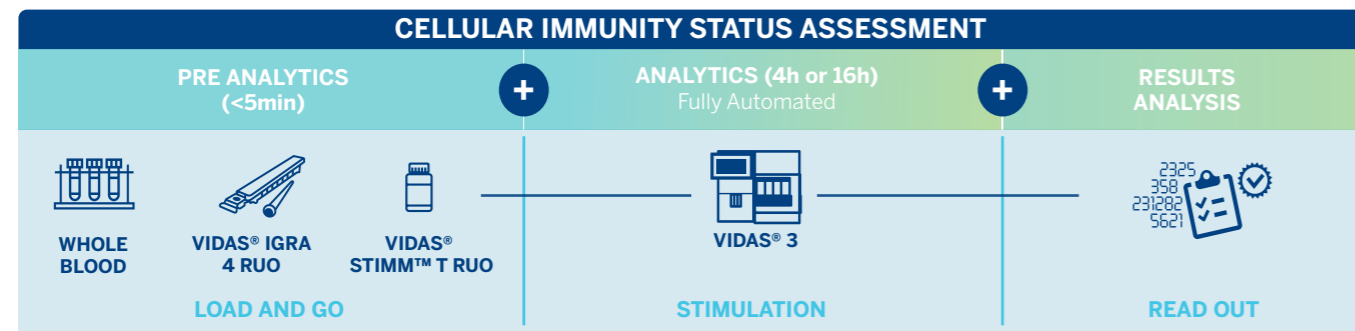 CELLULAR IMMUNITY STATUS ASSESSMENT
PRE ANALYTICS
(<5min)
+
ANALYTICS (4h or 16h)
Fully Automated
+
RESULTS
ANALYSIS
WHOLE
BLOOD
VIDAS® IGRA
4 RUO
VIDAS®
STIMM™ T RUO
VIDAS® 3
2325
358
231282
5621
LOAD AND GO
STIMULATION
READ OUT